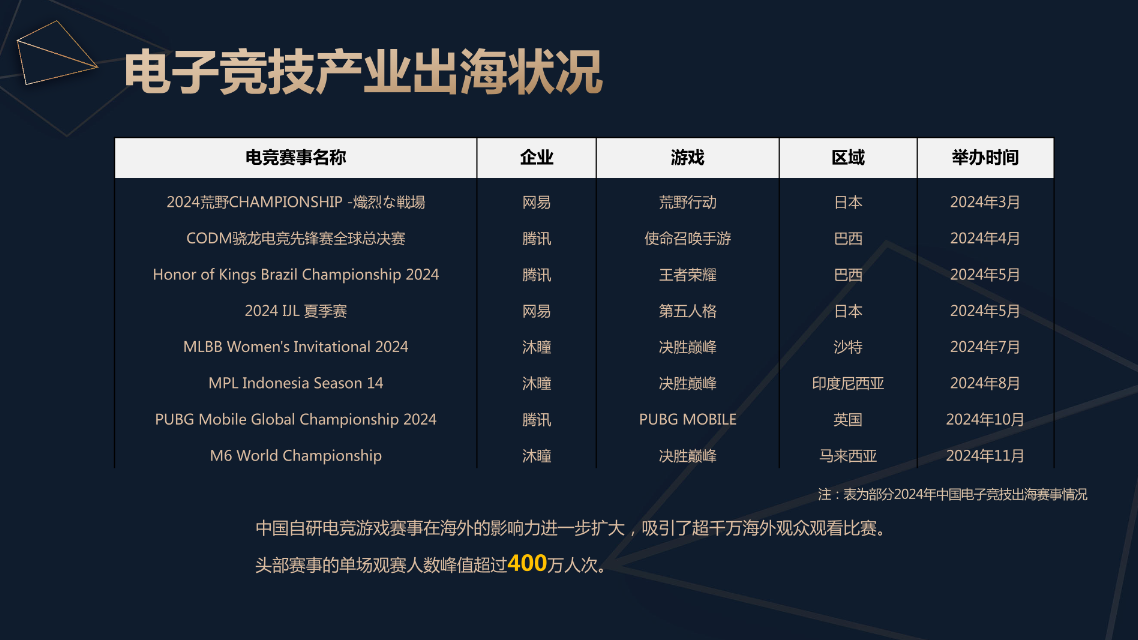 电子竞技产业出海状况
电竞赛事名称 企业 游戏 区域 举办时间
2024荒野CHAMPIONSHIP -熾烈な戦場 网易 荒野行动 日本 2024年3月
CODM骁龙电竞先锋赛全球总决赛 腾讯 使命召唤手游 巴西 2024年4月
Honor of Kings Brazil Championship 2024 腾讯 王者荣耀 巴西 2024年5月
2024 IJL 夏季赛 网易 第五人格 日本 2024年5月
MLBB Women's Invitational 2024 沐瞳 决胜巅峰 沙特 2024年7月
MPL Indonesia Season 14 沐瞳 决胜巅峰 印度尼西亚 2024年8月
PUBG Mobile Global Championship 2024 腾讯 PUBG MOBILE 英国 2024年10月
M6 World Championship 沐瞳 决胜巅峰 马来西亚 2024年11月
注：表为部分2024年中国电子竞技出海赛事情况
中国自研电竞游戏赛事在海外的影响力进一步扩大，吸引了超千万海外观众观看比赛。
头部赛事的单场观赛人数峰值超过400万人次。